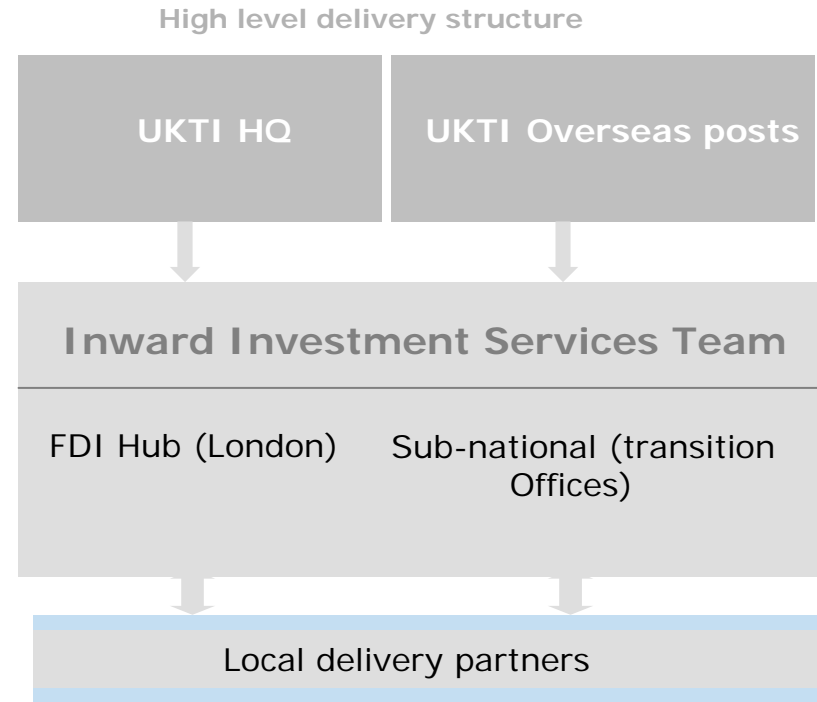 High level delivery structure
UKTI HQ
UKTI Overseas posts
Inward Investment Services Team
FDI Hub (London)
Sub-national (transition
Offices)
Local delivery partners